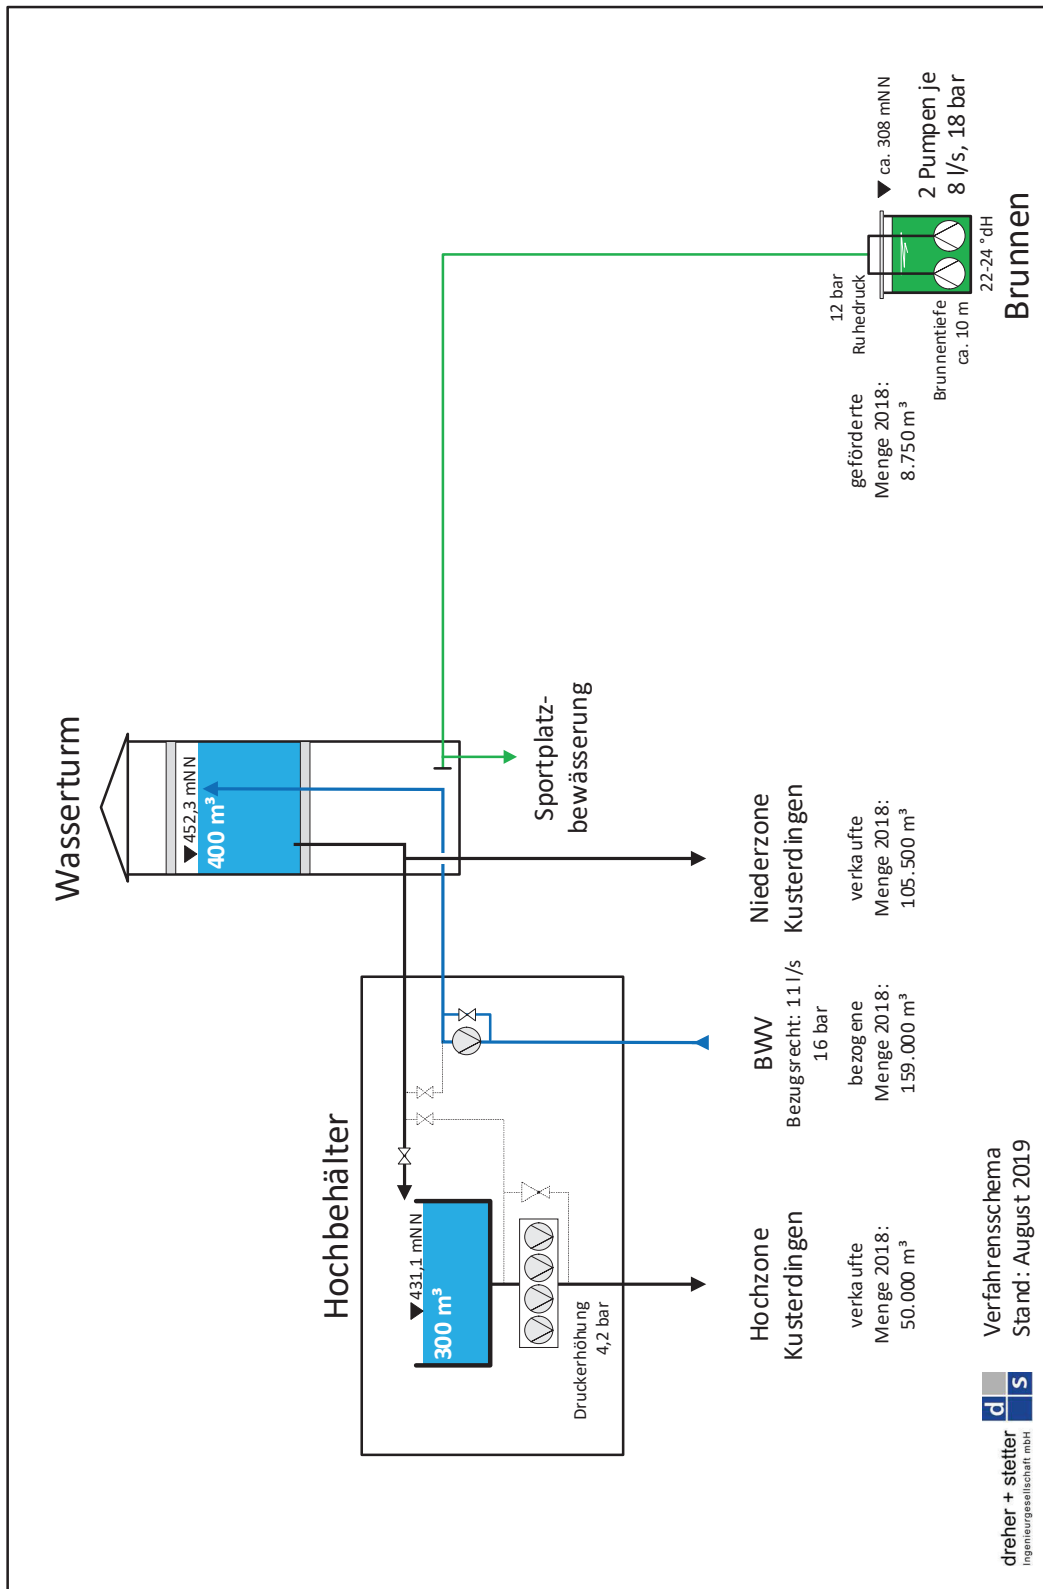 Wasserturm
452,3 mNN
400 m³
Hochbehälter
431,1 mNN
300 m³
Druckerhöhung
4,2 bar
Sportplatz-
bewässerung
12 bar
Ruhedruck
ca. 308 mNN
2 Pumpen je
8 l/s, 18 bar
Brunnentiefe
ca. 10 m
22-24 °dH
Brunnen
geförderte
Menge 2018:
8.750 m³
Hochzone
Kusterdingen
verkaufte
Menge 2018:
50.000 m³
BWV
Bezugsrecht: 11 l/s
16 bar
bezogene
Menge 2018:
159.000 m³
Niederzone
Kusterdingen
verkaufte
Menge 2018:
105.500 m³
dreher + stetter
Ingenieurgesellschaft mbH
d s
Verfahrensschema
Stand: August 2019